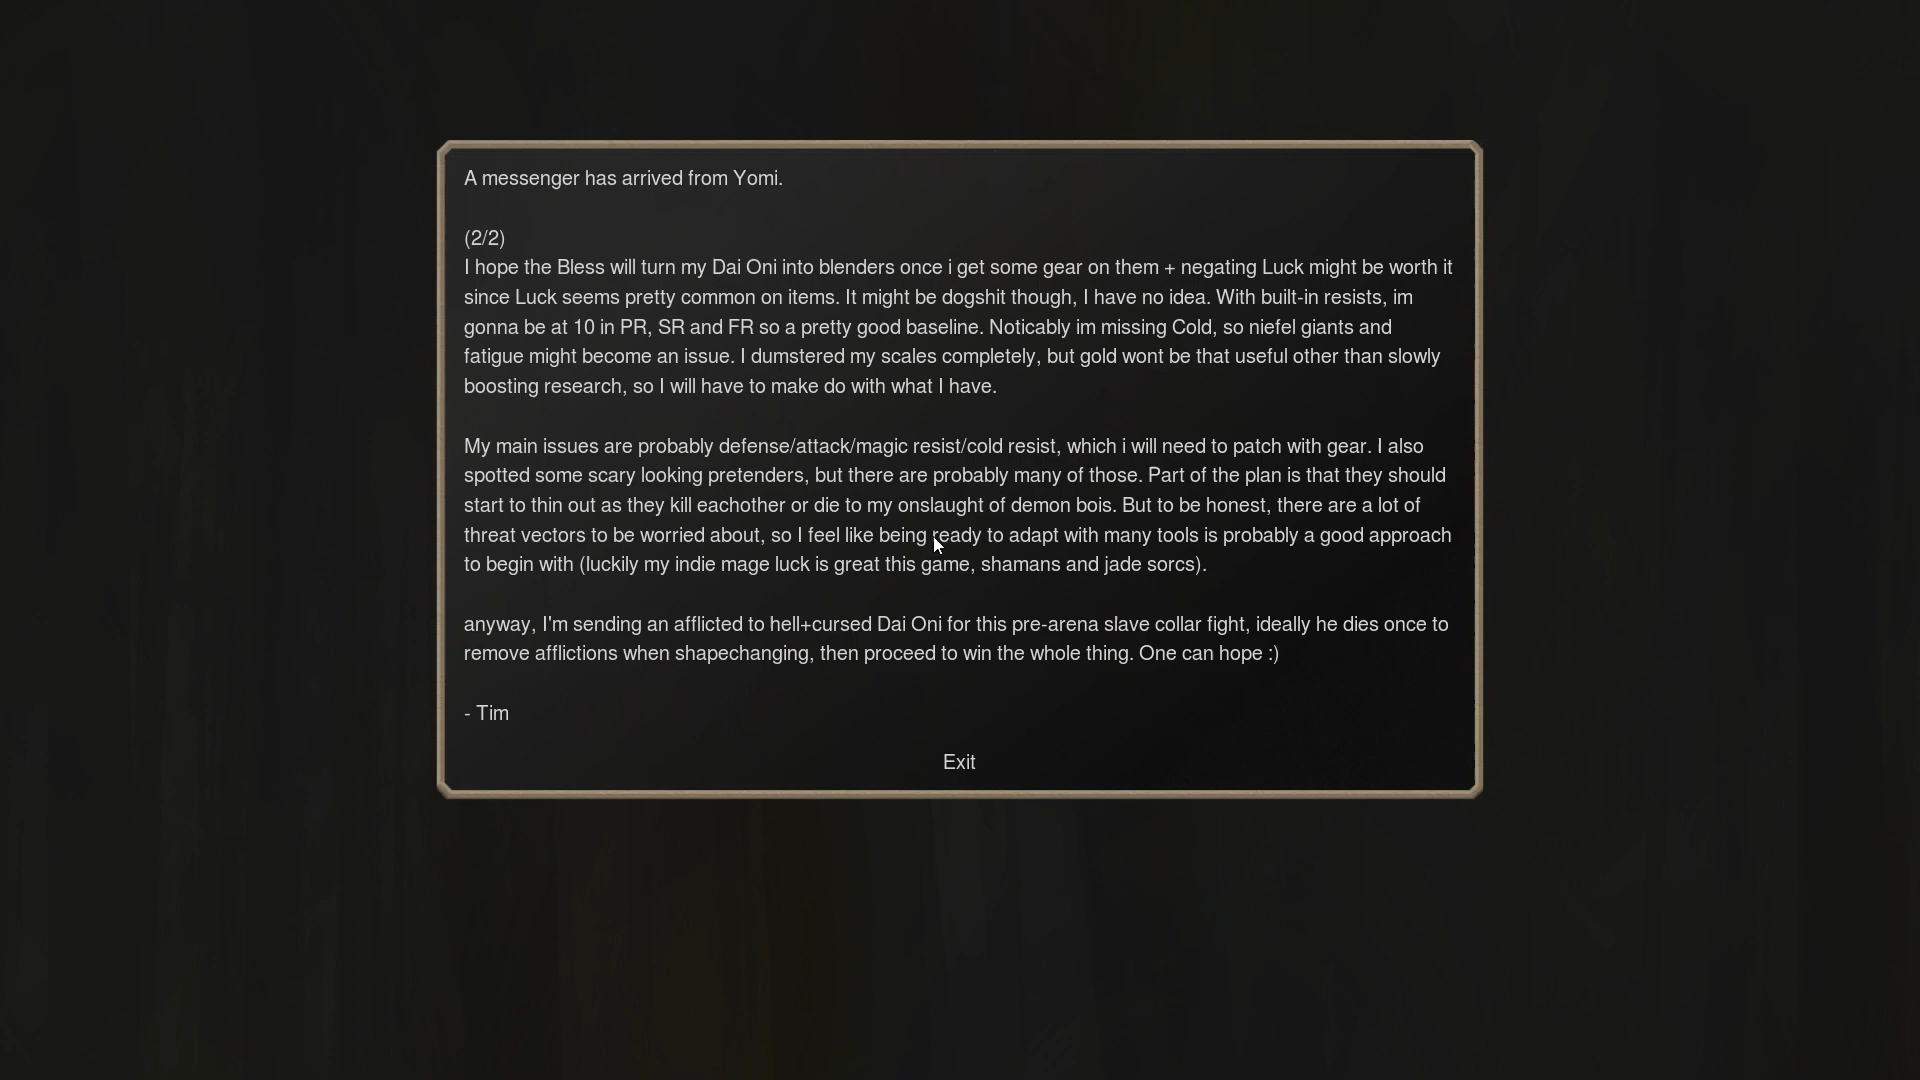 A messenger has arrived from Yomi.
(2/2)
I hope the Bless will turn my Dai Oni into blenders once i get some gear on them + negating Luck might be worth it
since Luck seems pretty common on items. It might be dogshit though, I have no idea. With built-in resists, im
gonna be at 10 in PR, SR and FR so a pretty good baseline. Noticably im missing Cold, so niefel giants and
fatigue might become an issue. I dumstered my scales completely, but gold wont be that useful other than slowly
boosting research, so I will have to make do with what I have.
My main issues are probably defense/attack/magic resist/cold resist, which i will need to patch with gear. I also
spotted some scary looking pretenders, but there are probably many of those. Part of the plan is that they should
start to thin out as they kill eachother or die to my onslaught of demon bois. But to be honest, there are a lot of
threat vectors to be worried about, so I feel like being ready to adapt with many tools is probably a good approach
to begin with (luckily my indie mage luck is great this game, shamans and jade sorcs).
anyway, I'm sending an afflicted to hell+cursed Dai Oni for this pre-arena slave collar fight, ideally he dies once to
remove afflictions when shapechanging, then proceed to win the whole thing. One can hope :)
- Tim
Exit